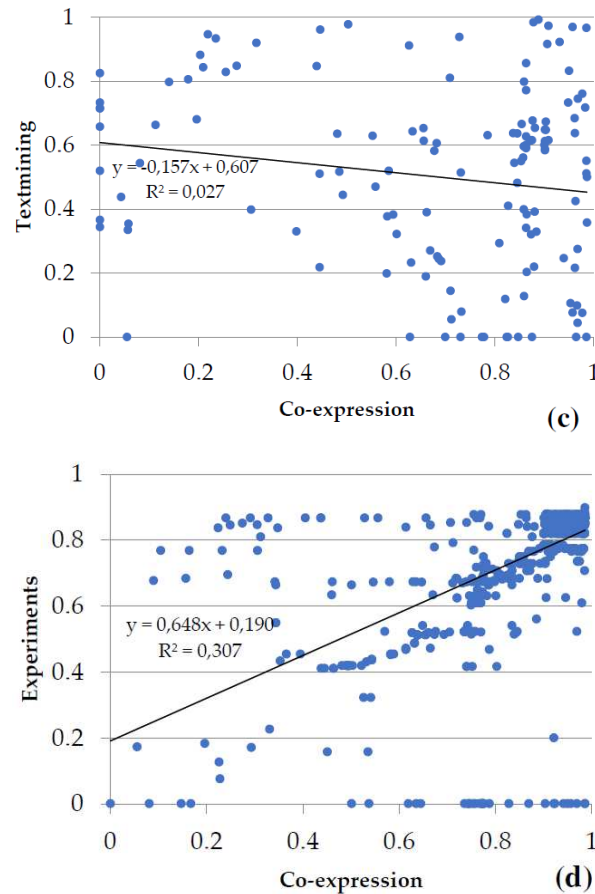 1
0.8
0.6
0.4
0.2
0
Textmining
y = -0,157x + 0,607
R² = 0,027
0 0.2 0.4 0.6 0.8 1
Co-expression
(c)
1
0.8
0.6
0.4
0.2
0
Experiments
y = 0,648x + 0,190
R² = 0,307
0 0.2 0.4 0.6 0.8 1
Co-expression
(d)